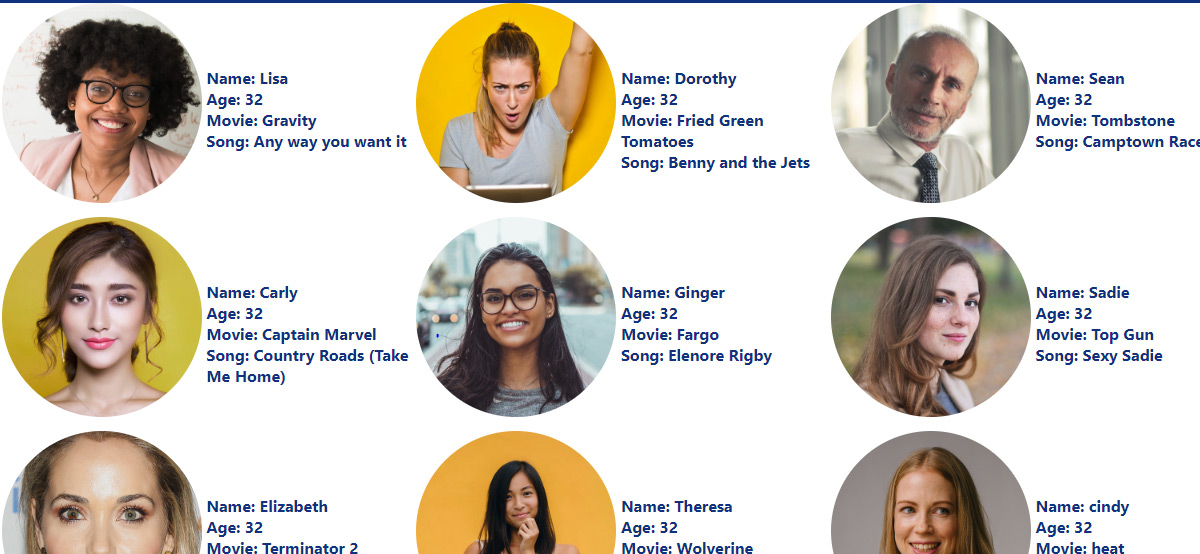 Name: Lisa
Age: 32
Movie: Gravity
Song: Any way you want it
Name: Dorothy
Age: 32
Movie: Fried Green
Tomatoes
Song: Benny and the Jets
Name: Sean
Age: 32
Movie: Tombstone
Song: Camptown Race
Name: Carly
Age: 32
Movie: Captain Marvel
Song: Country Roads (Take
Me Home)
Name: Ginger
Age: 32
Movie: Fargo
Song: Elenore Rigby
Name: Sadie
Age: 32
Movie: Top Gun
Song: Sexy Sadie
Name: Elizabeth
Age: 32
Movie: Terminator 2
Name: Theresa
Age: 32
Movie: Wolverine
Name: cindy
Age: 32
Movie: heat